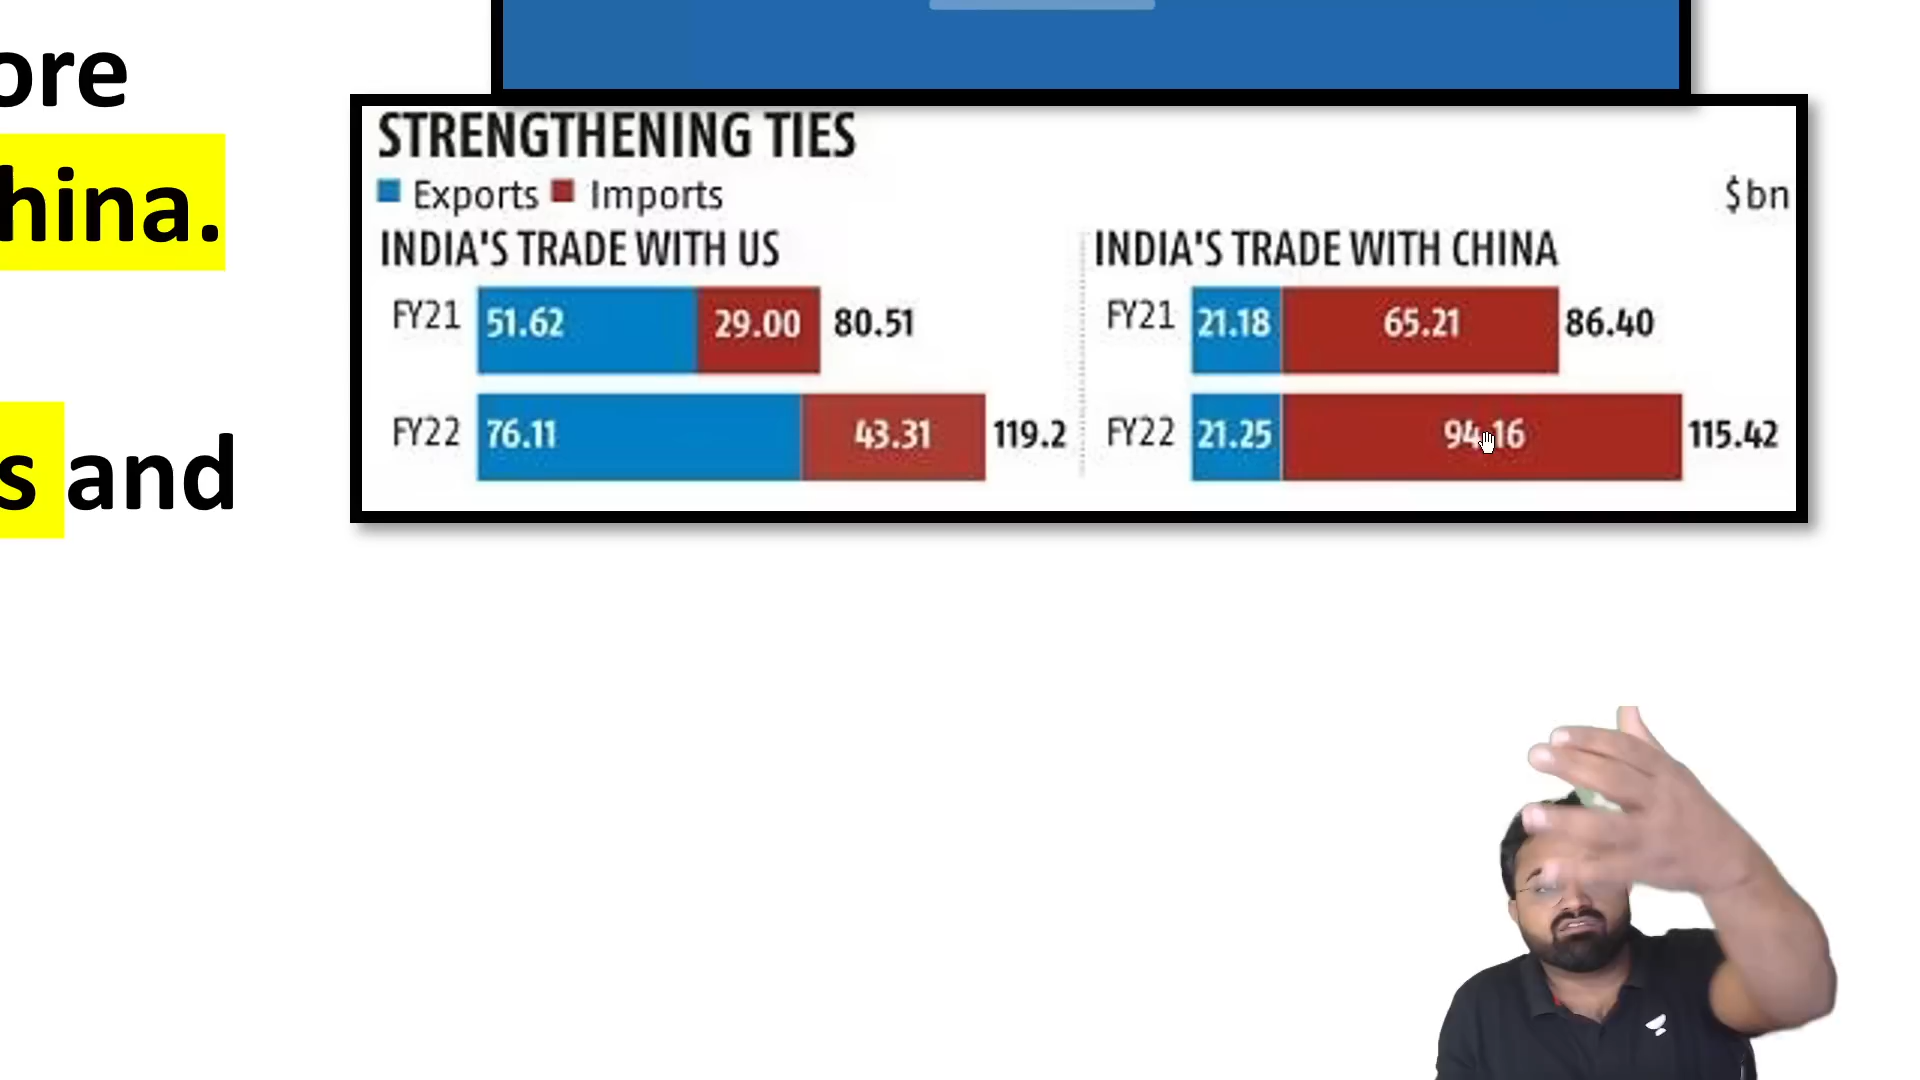 ore
hina.
s and
STRENGTHENING TIES
Exports Imports
$bn
INDIA'S TRADE WITH US
FY21 51.62 29.00 80.51
FY22 76.11 43.31 119.2
INDIA'S TRADE WITH CHINA
FY21 21.18 65.21 86.40
FY22 21.25 94.16 115.42